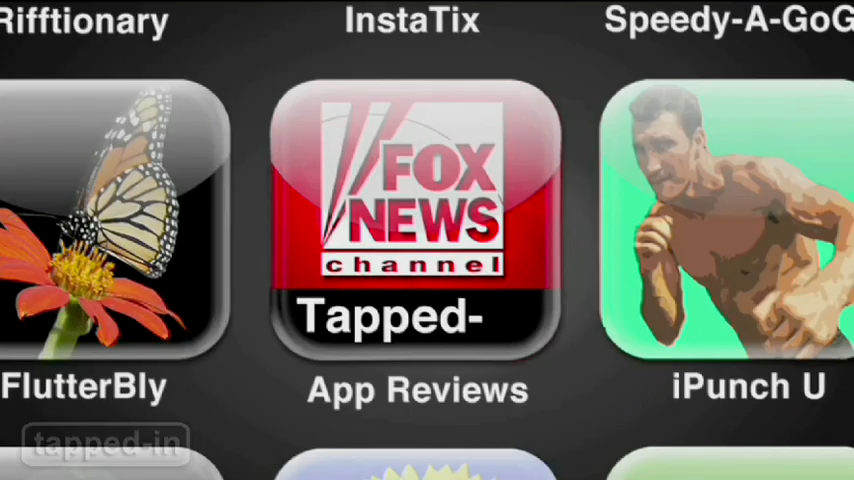 Rifftionary
InstaTix
Speedy-A-GoG
FOX
NEWS
channel
Tapped-
FlutterBly
App Reviews
iPunch U
tapped-in